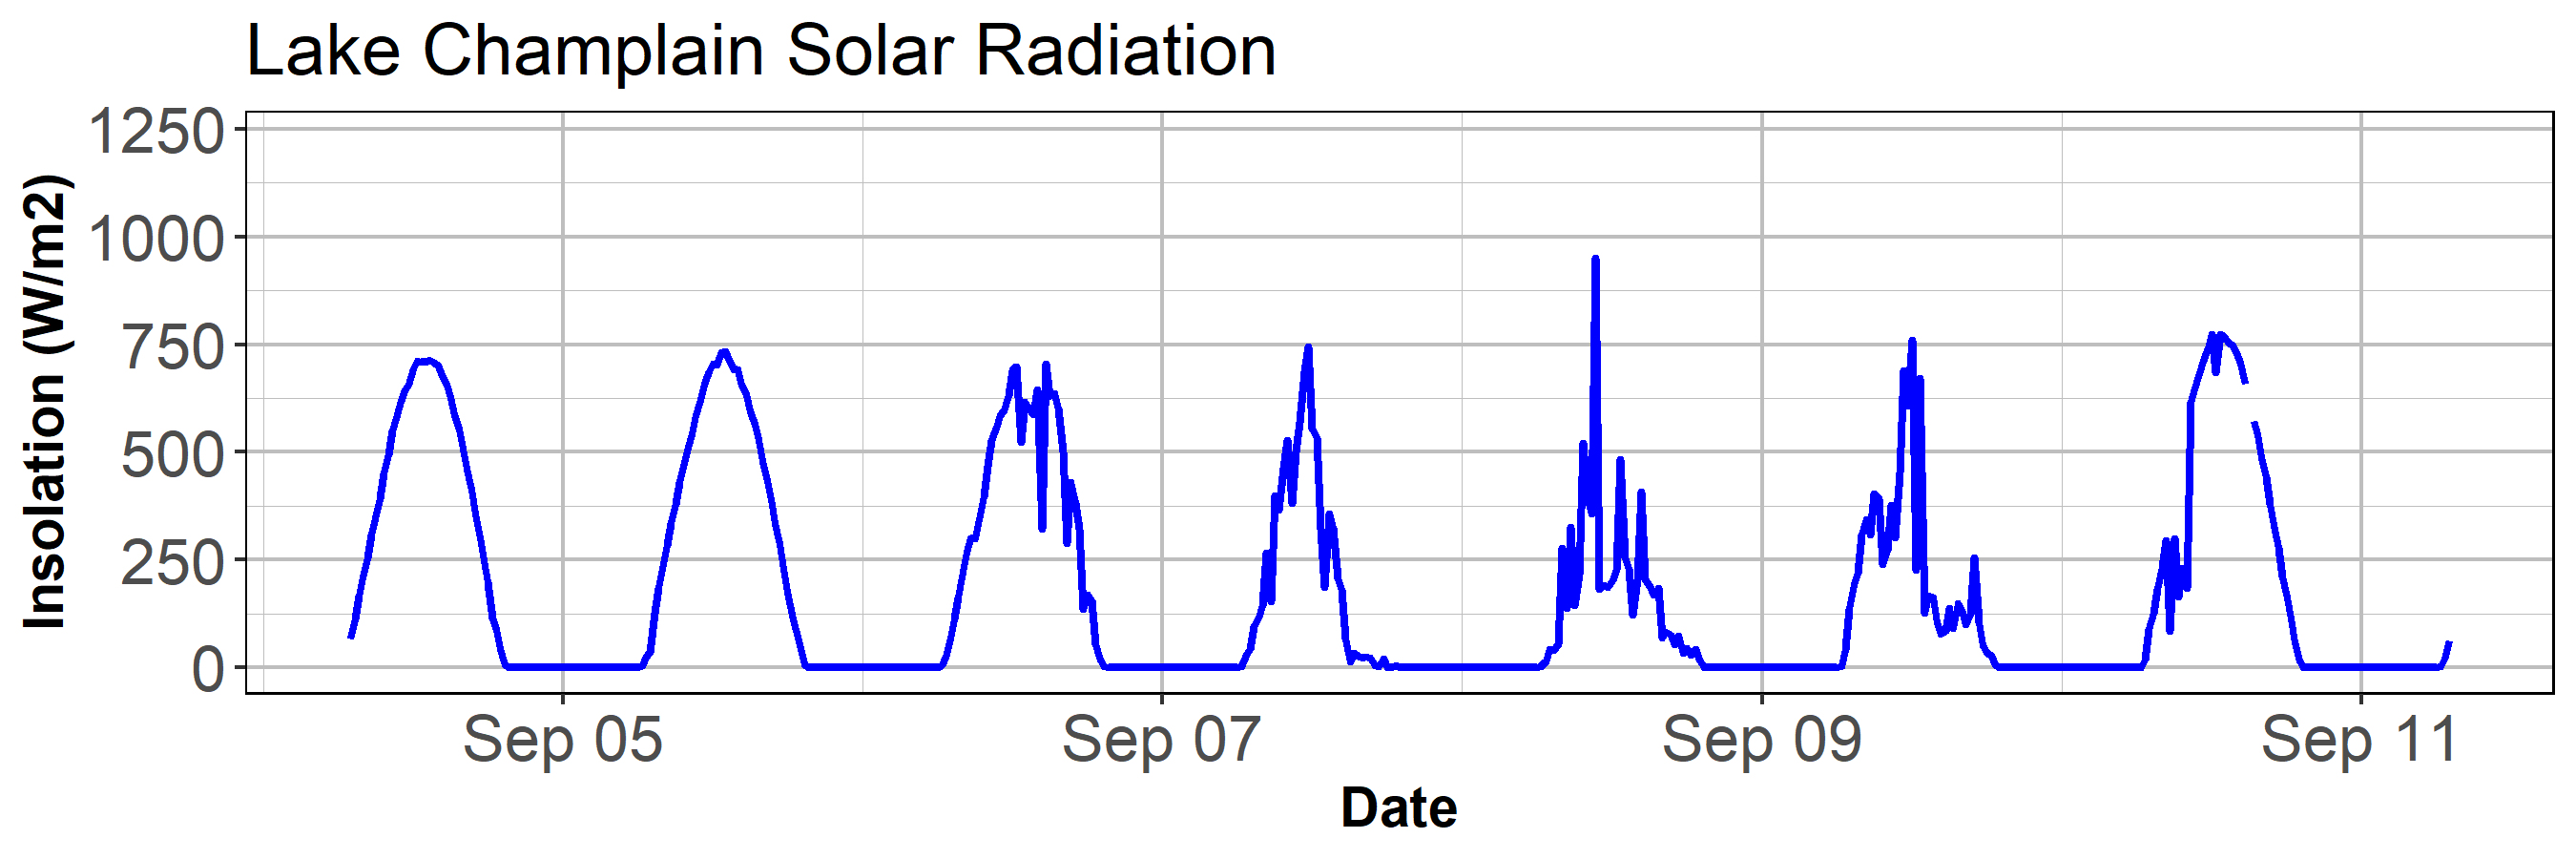 Lake Champlain Solar Radiation
1250
1000
750
500
250
0
Insolation (W/m2)
Sep 05 Sep 07 Sep 09 Sep 11
Date